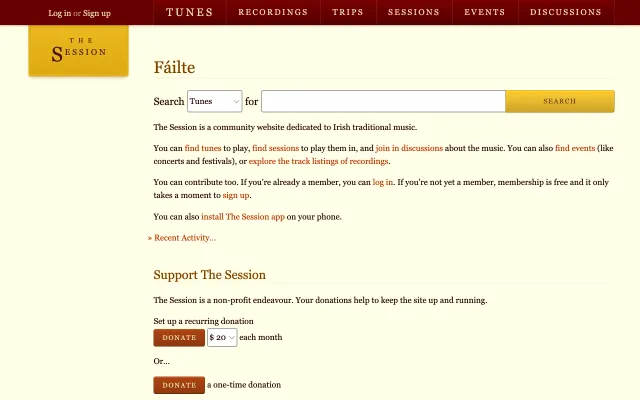 Log in or Sign up
TUNES
RECORDINGS
TRIPS
SESSIONS
EVENTS
DISCUSSIONS
THE
SESSION
Fáilte
Search Tunes for SEARCH
The Session is a community website dedicated to Irish traditional music.
You can find tunes to play, find sessions to play them in, and join in discussions about the music. You can also find events (like
concerts and festivals), or explore the track listings of recordings.
You can contribute too. If you're already a member, you can log in. If you're not yet a member, membership is free and it only
takes a moment to sign up.
You can also install The Session app on your phone.
» Recent Activity...
Support The Session
The Session is a non-profit endeavour. Your donations help to keep the site up and running.
Set up a recurring donation
DONATE $ 20 each month
Or...
DONATE a one-time donation